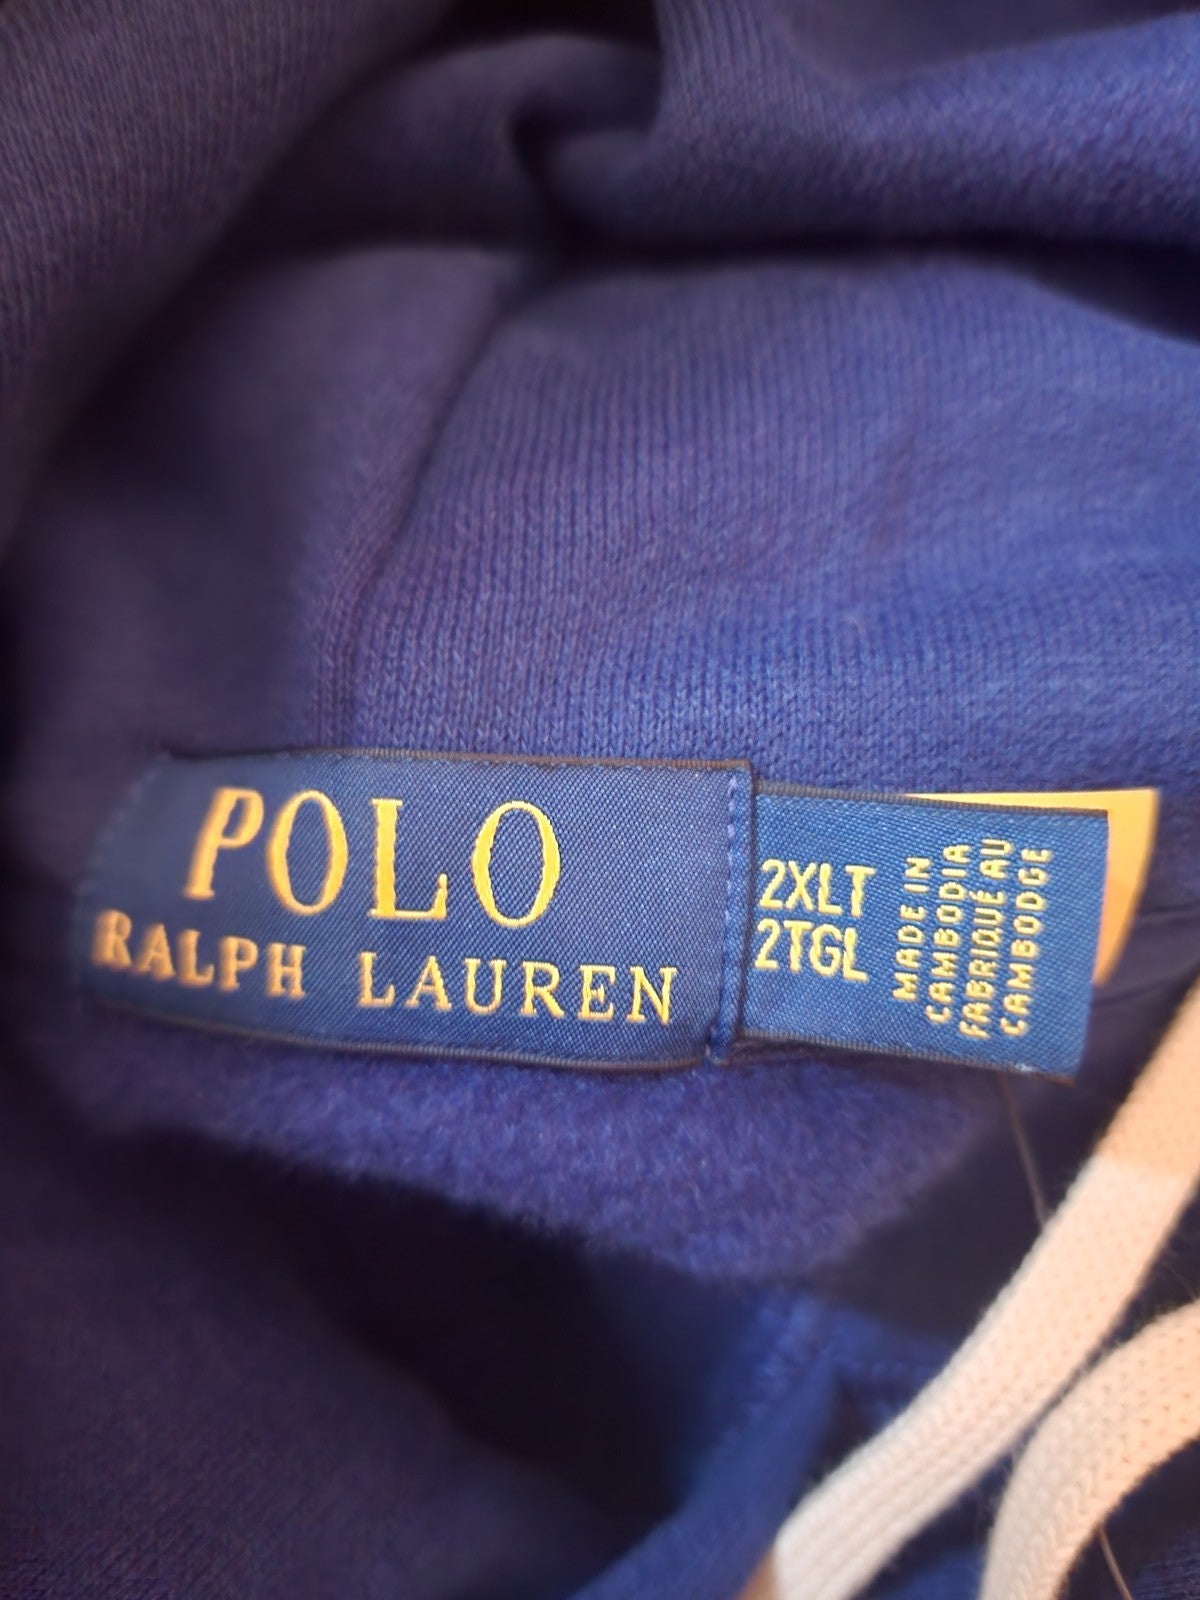 POLO
RALPH LAUREN
2XLT
2TGL
MADE IN
CAMBODIA
FABRIQUÉ AU
CAMBODGE